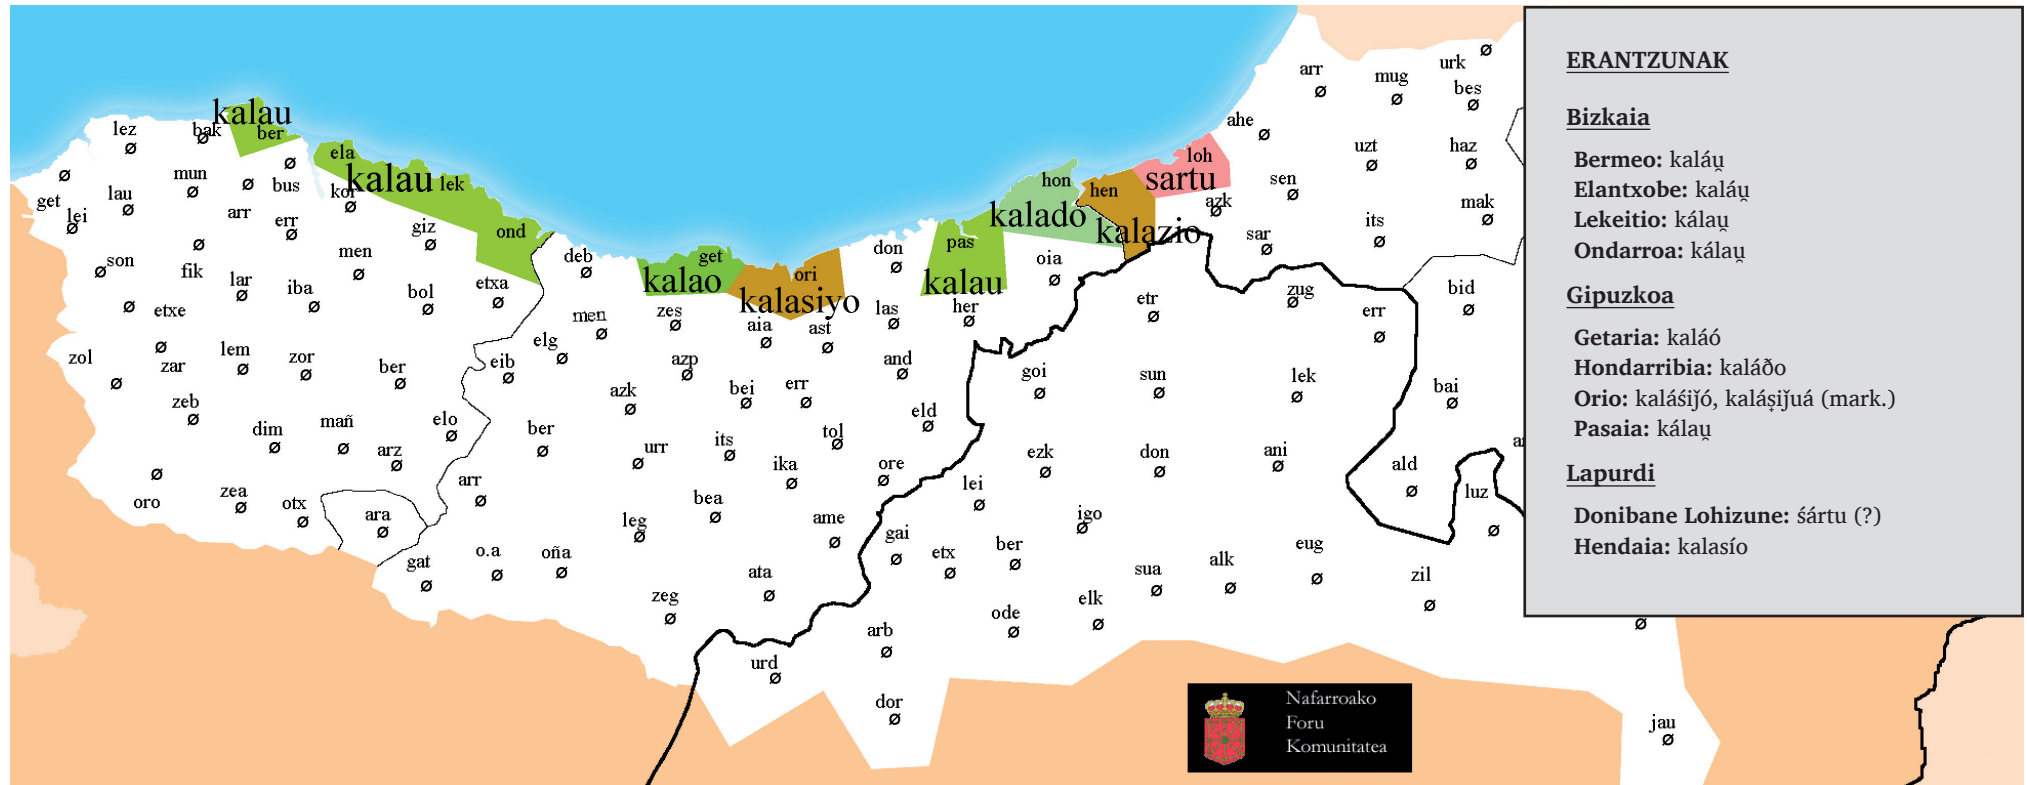 ERANTZUNAK
Bizkaia
Bermeo: kaláu̯
Elantxobe: kaláu̯
Lekeitio: kálau̯
Ondarroa: kálau̯
Gipuzkoa
Getaria: kaláó
Hondarribia: kaláðo
Orio: kaláśiǰó, kaláṣiǰuá (mark.)
Pasaia: kálau̯
Lapurdi
Donibane Lohizune: śártu (?)
Hendaia: kalasío
kalau
kalau
kalao
kalasiyo
kalau
kalado
kalazio
sartu
lez
bak
ber
ela
lek
ond
get
ori
pas
hon
hen
loh
get
lei
lau
mun
arr
bus
kor
err
giz
men
son
fik
lar
iba
bol
etxa
etxe
zol
zar
lem
zor
ber
zeb
dim
mañ
arz
elo
oro
zea
otx
ara
deb
men
zes
aia
ast
don
las
her
oia
elg
eib
azk
azp
bei
err
and
eld
ber
urr
its
tol
ika
ore
arr
leg
bea
ame
gat
o.a
oña
zeg
ata
ahe
arr
mug
urk
bes
uzt
haz
sen
azk
sar
its
mak
etr
zug
err
bid
goi
sun
lek
bai
ezk
don
ani
ald
luz
lei
igo
gai
etx
ber
sua
alk
eug
zil
ode
elk
arb
urd
dor
jau
Nafarroako
Foru
Komunitatea